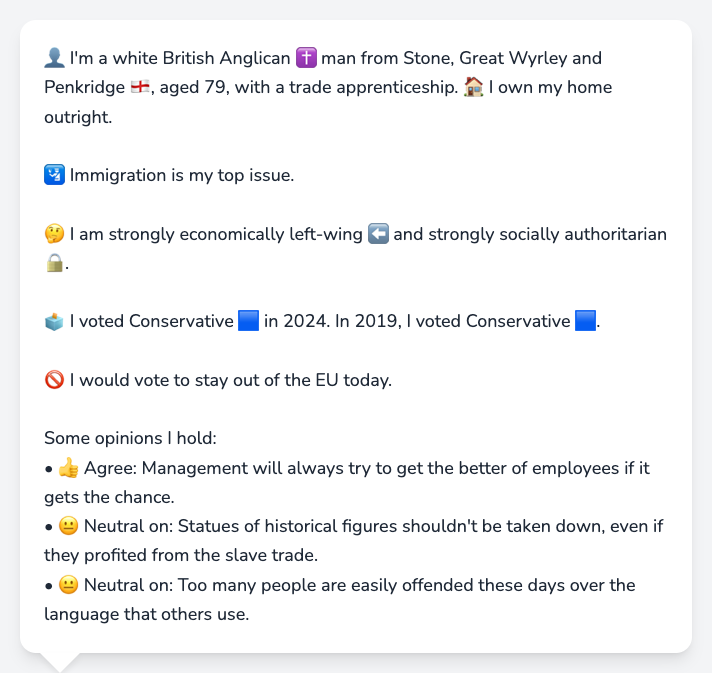 👤 I'm a white British Anglican ✝️ man from Stone, Great Wyrley and
Penkridge 🏴󠁧󠁢󠁥󠁮󠁧󠁿, aged 79, with a trade apprenticeship. 🏠 I own my home
outright.
🛂 Immigration is my top issue.
🤔 I am strongly economically left-wing ⬅️ and strongly socially authoritarian
🔒.
🗳️ I voted Conservative 🟦 in 2024. In 2019, I voted Conservative 🟦.
🚫 I would vote to stay out of the EU today.
Some opinions I hold:
• 👍 Agree: Management will always try to get the better of employees if it
gets the chance.
• 😐 Neutral on: Statues of historical figures shouldn't be taken down, even if
they profited from the slave trade.
• 😐 Neutral on: Too many people are easily offended these days over the
language that others use.